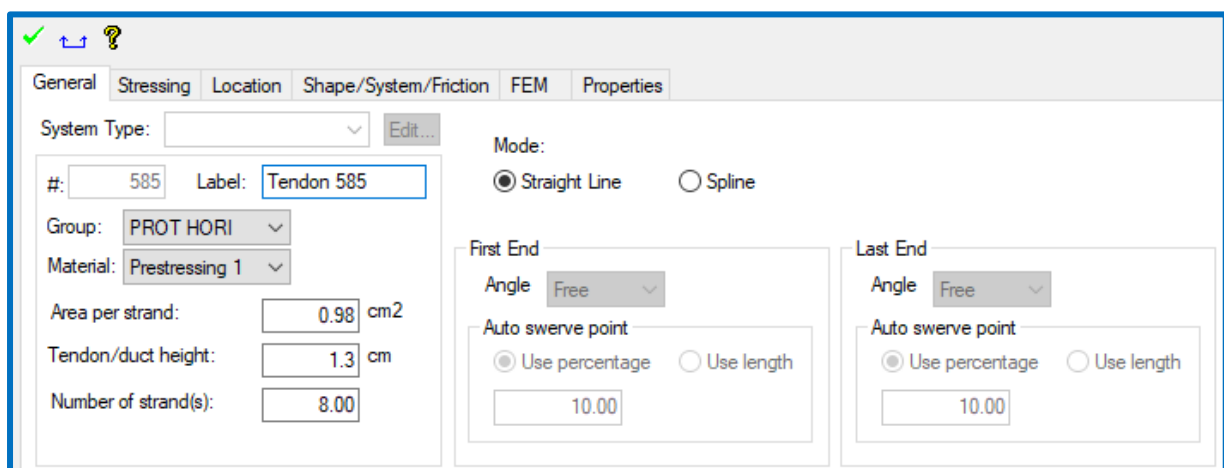 General Stressing Location Shape/System/Friction FEM Properties
System Type: Edit...
#: 585 Label: Tendon 585
Group: PROT HORI
Material: Prestressing 1
Area per strand: 0.98 cm2
Tendon/duct height: 1.3 cm
Number of strand(s): 8.00
Mode:
Straight Line Spline
First End
Angle Free
Auto swerve point
Use percentage Use length
10.00
Last End
Angle Free
Auto swerve point
Use percentage Use length
10.00